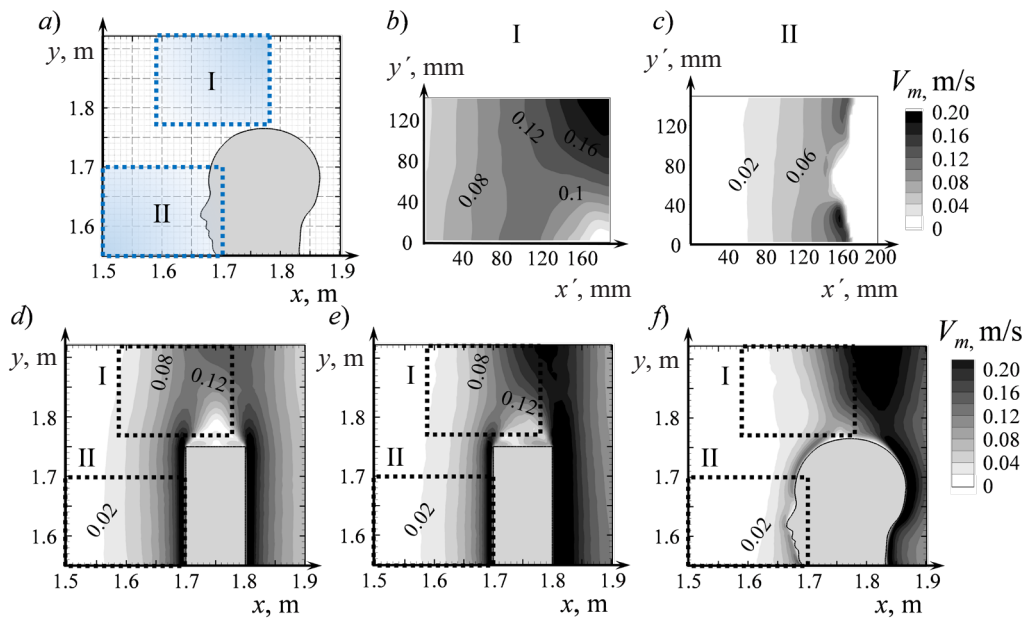 a)
y, m
1.8
1.7
1.6
I
II
1.5 1.6 1.7 1.8 1.9
x, m
b)
I
y´, mm
120
80
40
0
0.12
0.16
0.08
0.1
40 80 120 160
x´, mm
c)
II
y´, mm
120
80
40
0
0.02
0.06
40 80 120 160 200
x´, mm
Vm, m/s
0.20
0.16
0.12
0.08
0.04
0
d)
y, m
1.8
1.7
1.6
I
0.08
0.12
II
0.02
1.5 1.6 1.7 1.8 1.9
x, m
e)
y, m
1.8
1.7
1.6
I
0.08
0.12
II
0.02
1.5 1.6 1.7 1.8 1.9
x, m
f)
y, m
1.8
1.7
1.6
I
II
0.02
1.5 1.6 1.7 1.8 1.9
x, m
Vm, m/s
0.20
0.16
0.12
0.08
0.04
0